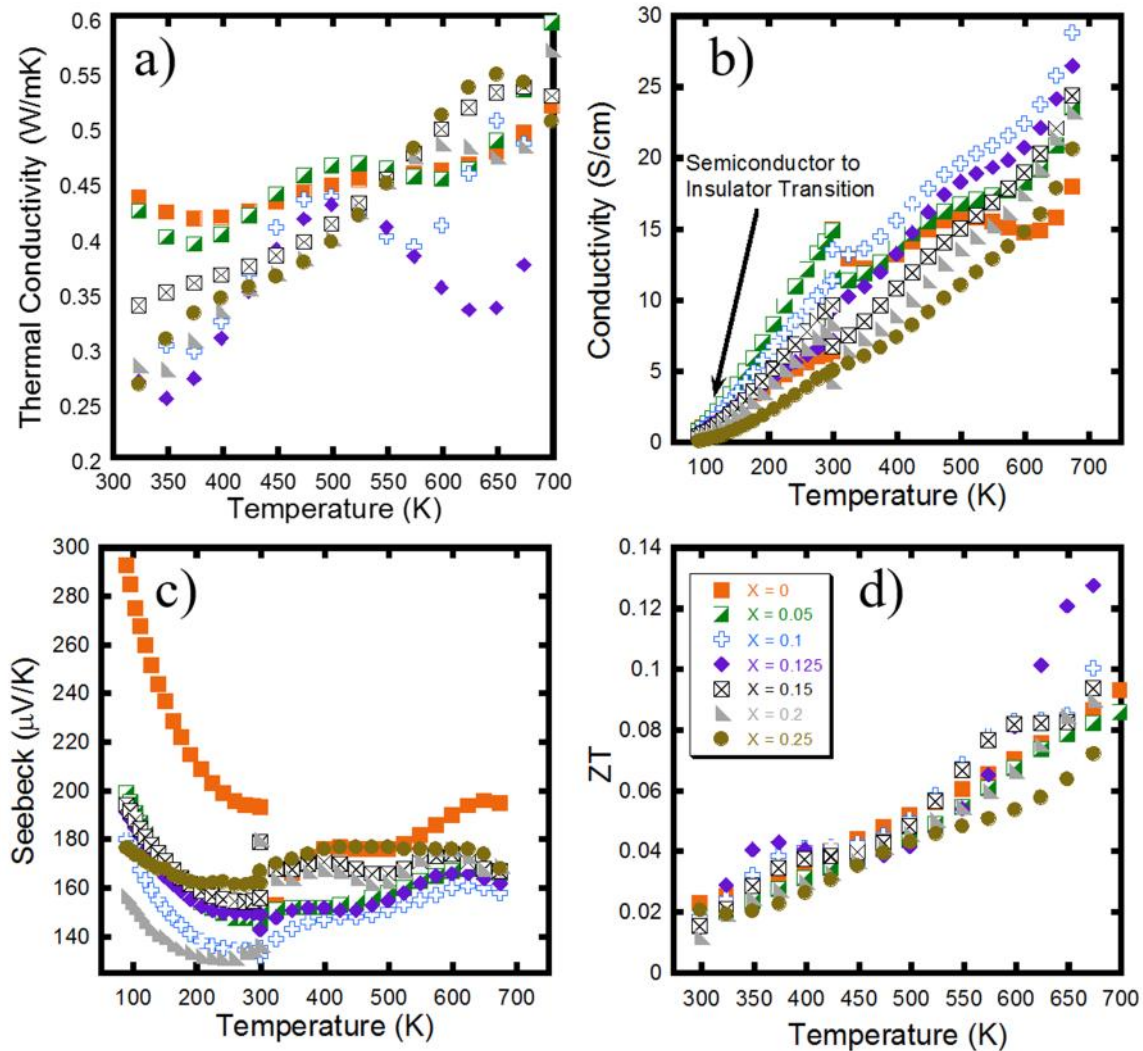 a)
Thermal Conductivity (W/mK)
0.6
0.55
0.5
0.45
0.4
0.35
0.3
0.25
0.2
300 350 400 450 500 550 600 650 700
Temperature (K)
b)
Conductivity (S/cm)
30
25
20
15
10
5
0
Semiconductor to
Insulator Transition
100 200 300 400 500 600 700
Temperature (K)
c)
Seebeck (μV/K)
300
280
260
240
220
200
180
160
140
100 200 300 400 500 600 700
Temperature (K)
d)
ZT
0.14
0.12
0.1
0.08
0.06
0.04
0.02
0
X = 0
X = 0.05
X = 0.1
X = 0.125
X = 0.15
X = 0.2
X = 0.25
300 350 400 450 500 550 600 650 700
Temperature (K)